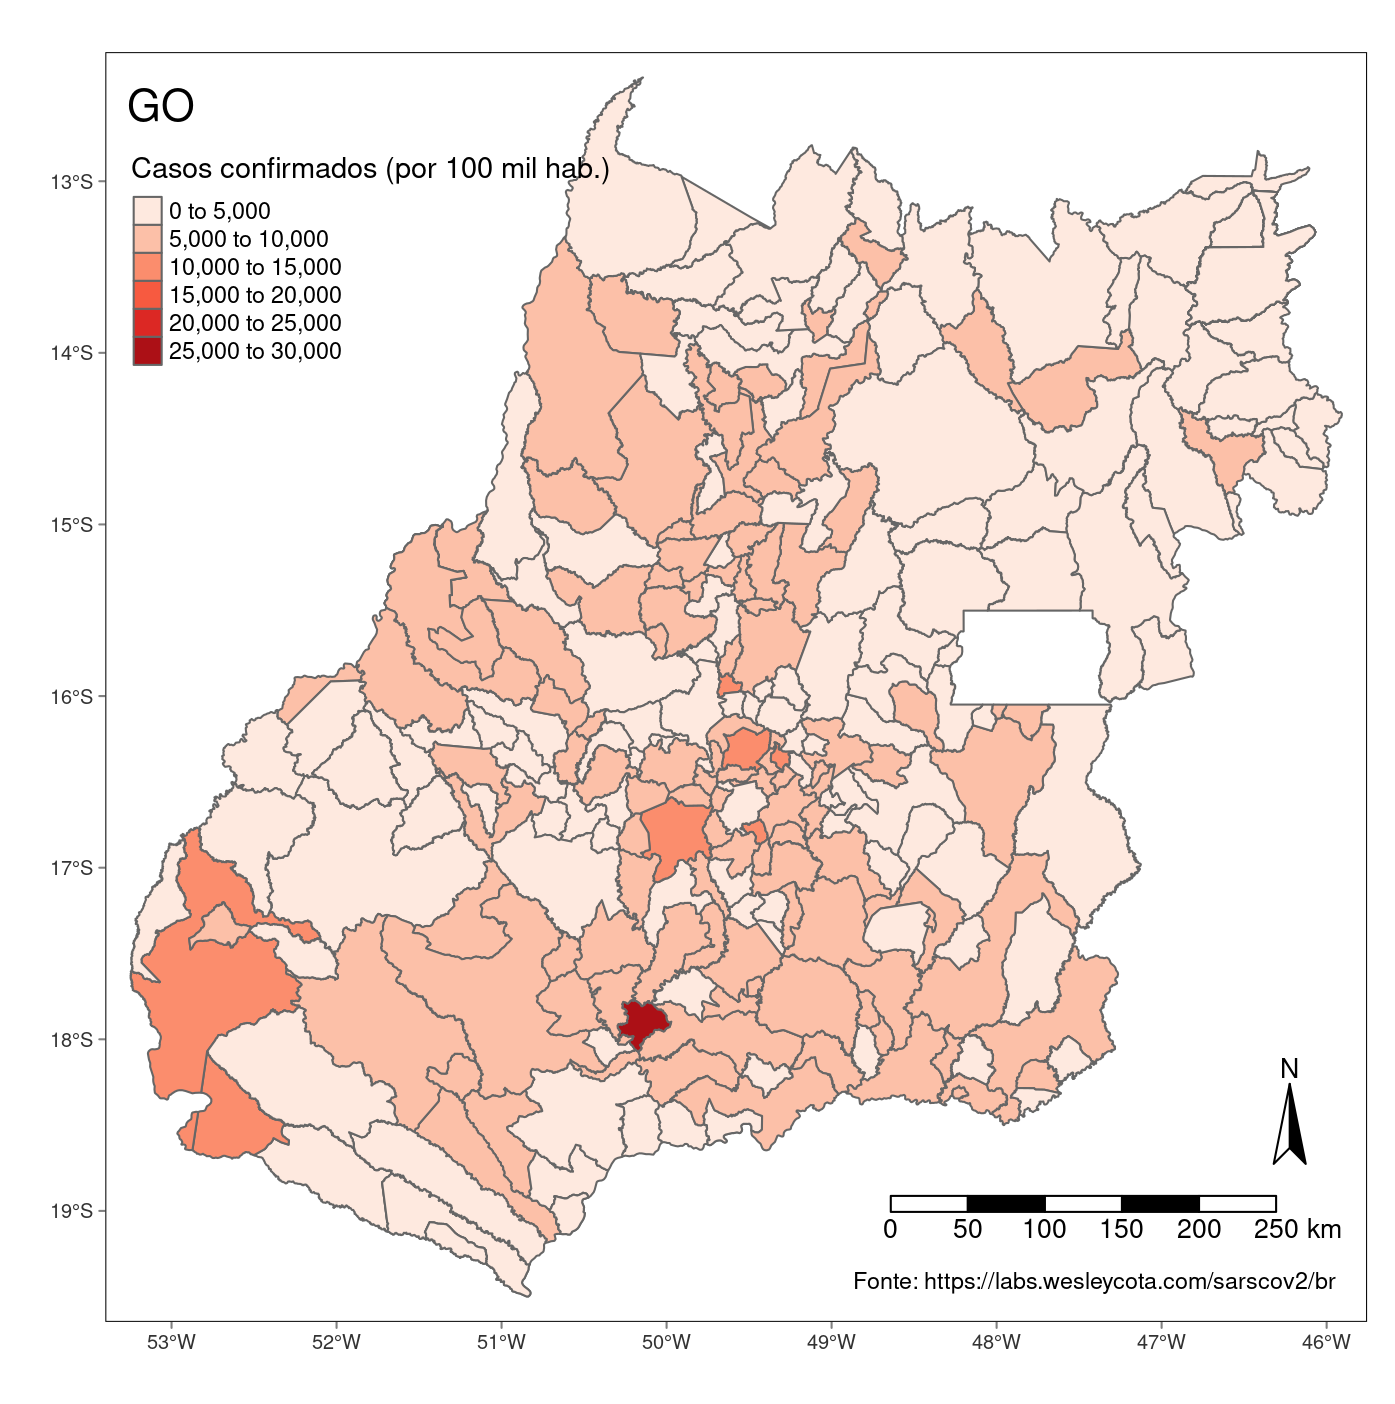 GO
Casos confirmados (por 100 mil hab.)
0 to 5,000
5,000 to 10,000
10,000 to 15,000
15,000 to 20,000
20,000 to 25,000
25,000 to 30,000
13°S
14°S
15°S
16°S
17°S
18°S
19°S
N
0 50 100 150 200 250 km
Fonte: https://labs.wesleycota.com/sarscov2/br
53°W 52°W 51°W 50°W 49°W 48°W 47°W 46°W